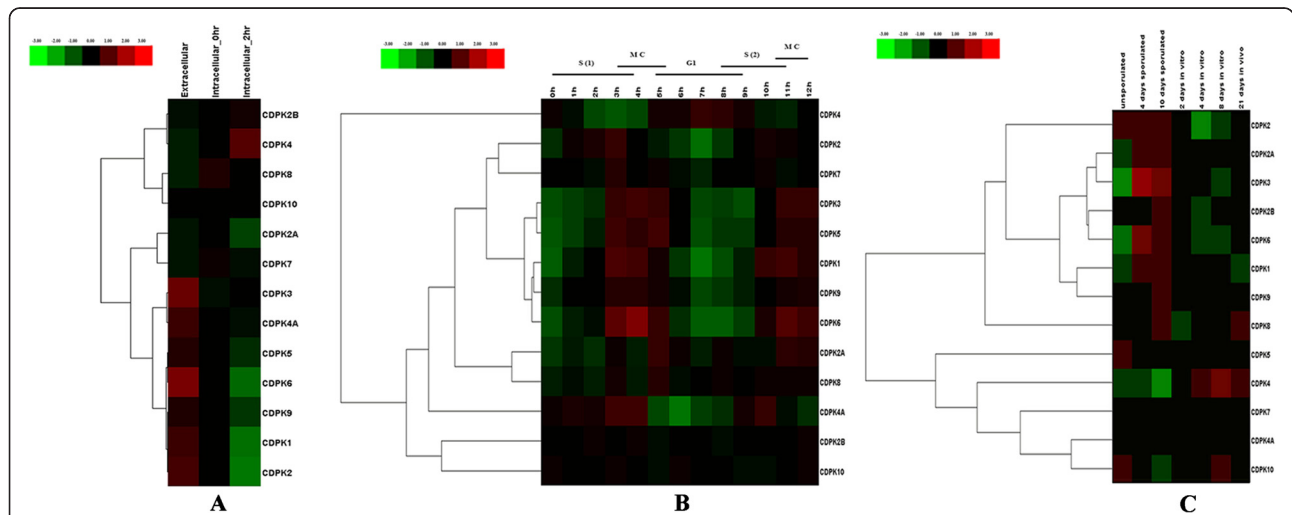 -3.00 -2.00 -1.00 0.00 1.00 2.00 3.00
Extracellular
Intracellular_0hr
Intracellular_2hr
CDPK2B
CDPK4
CDPK8
CDPK10
CDPK2A
CDPK7
CDPK3
CDPK4A
CDPK5
CDPK6
CDPK9
CDPK1
CDPK2
A
-3.00 -2.00 -1.00 0.00 1.00 2.00 3.00
S (1)
M C
G1
S (2)
M C
0h
1h
2h
3h
4h
5h
6h
7h
8h
9h
10h
11h
12h
CDPK4
CDPK2
CDPK7
CDPK3
CDPK5
CDPK1
CDPK9
CDPK6
CDPK2A
CDPK8
CDPK4A
CDPK2B
CDPK10
B
-3.00 -2.00 -1.00 0.00 1.00 2.00 3.00
unsporulated
4 days sporulated
10 days sporulated
2 days in vitro
4 days in vitro
8 days in vitro
21 days in vivo
CDPK2
CDPK2A
CDPK3
CDPK2B
CDPK6
CDPK1
CDPK9
CDPK8
CDPK5
CDPK4
CDPK7
CDPK4A
CDPK10
C